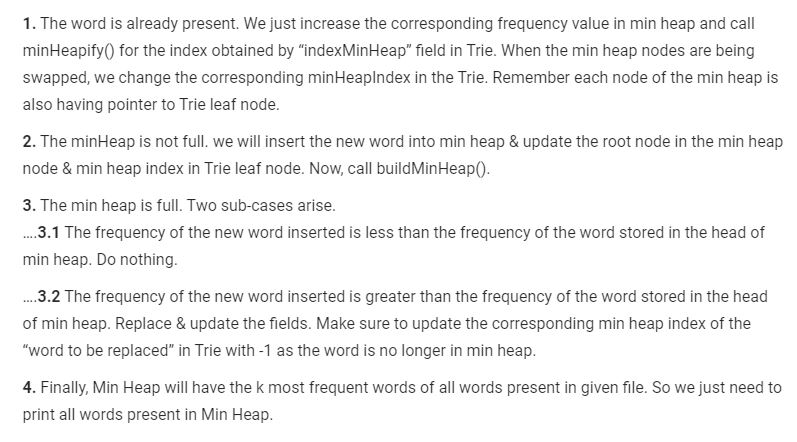 1. The word is already present. We just increase the corresponding frequency value in min heap and call
minHeapify() for the index obtained by “indexMinHeap” field in Trie. When the min heap nodes are being
swapped, we change the corresponding minHeapIndex in the Trie. Remember each node of the min heap is
also having pointer to Trie leaf node.
2. The minHeap is not full. we will insert the new word into min heap & update the root node in the min heap
node & min heap index in Trie leaf node. Now, call buildMinHeap().
3. The min heap is full. Two sub-cases arise.
....3.1 The frequency of the new word inserted is less than the frequency of the word stored in the head of
min heap. Do nothing.
....3.2 The frequency of the new word inserted is greater than the frequency of the word stored in the head
of min heap. Replace & update the fields. Make sure to update the corresponding min heap index of the
“word to be replaced” in Trie with -1 as the word is no longer in min heap.
4. Finally, Min Heap will have the k most frequent words of all words present in given file. So we just need to
print all words present in Min Heap.